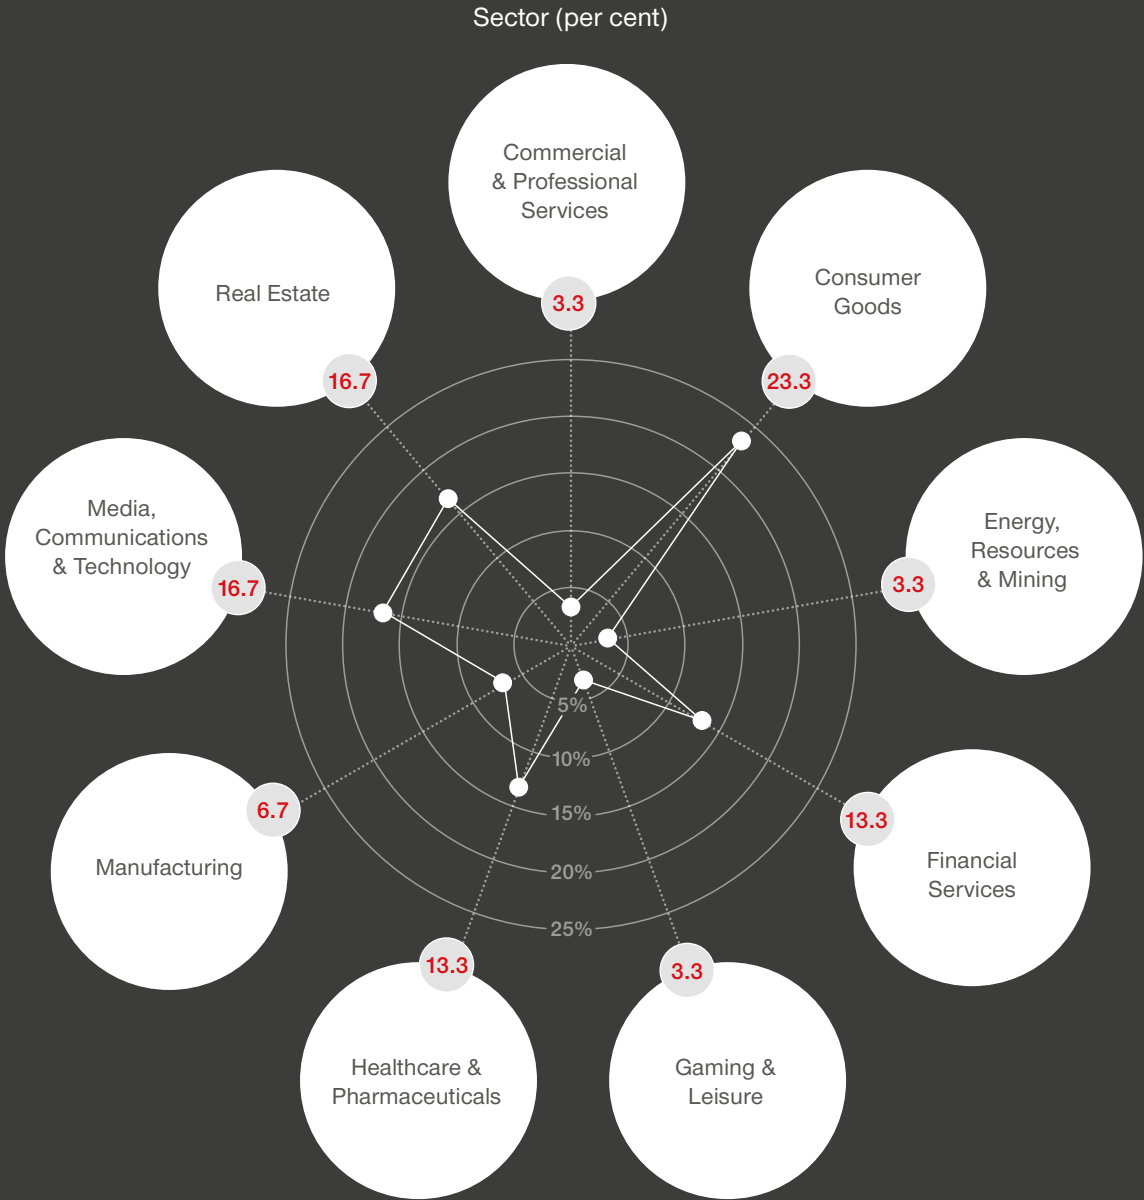 Sector (per cent)
Commercial
& Professional
Services
3.3
Consumer
Goods
23.3
Energy,
Resources
& Mining
3.3
Financial
Services
13.3
Gaming &
Leisure
3.3
Healthcare &
Pharmaceuticals
13.3
Manufacturing
6.7
Media,
Communications
& Technology
16.7
Real Estate
16.7
5%
10%
15%
20%
25%